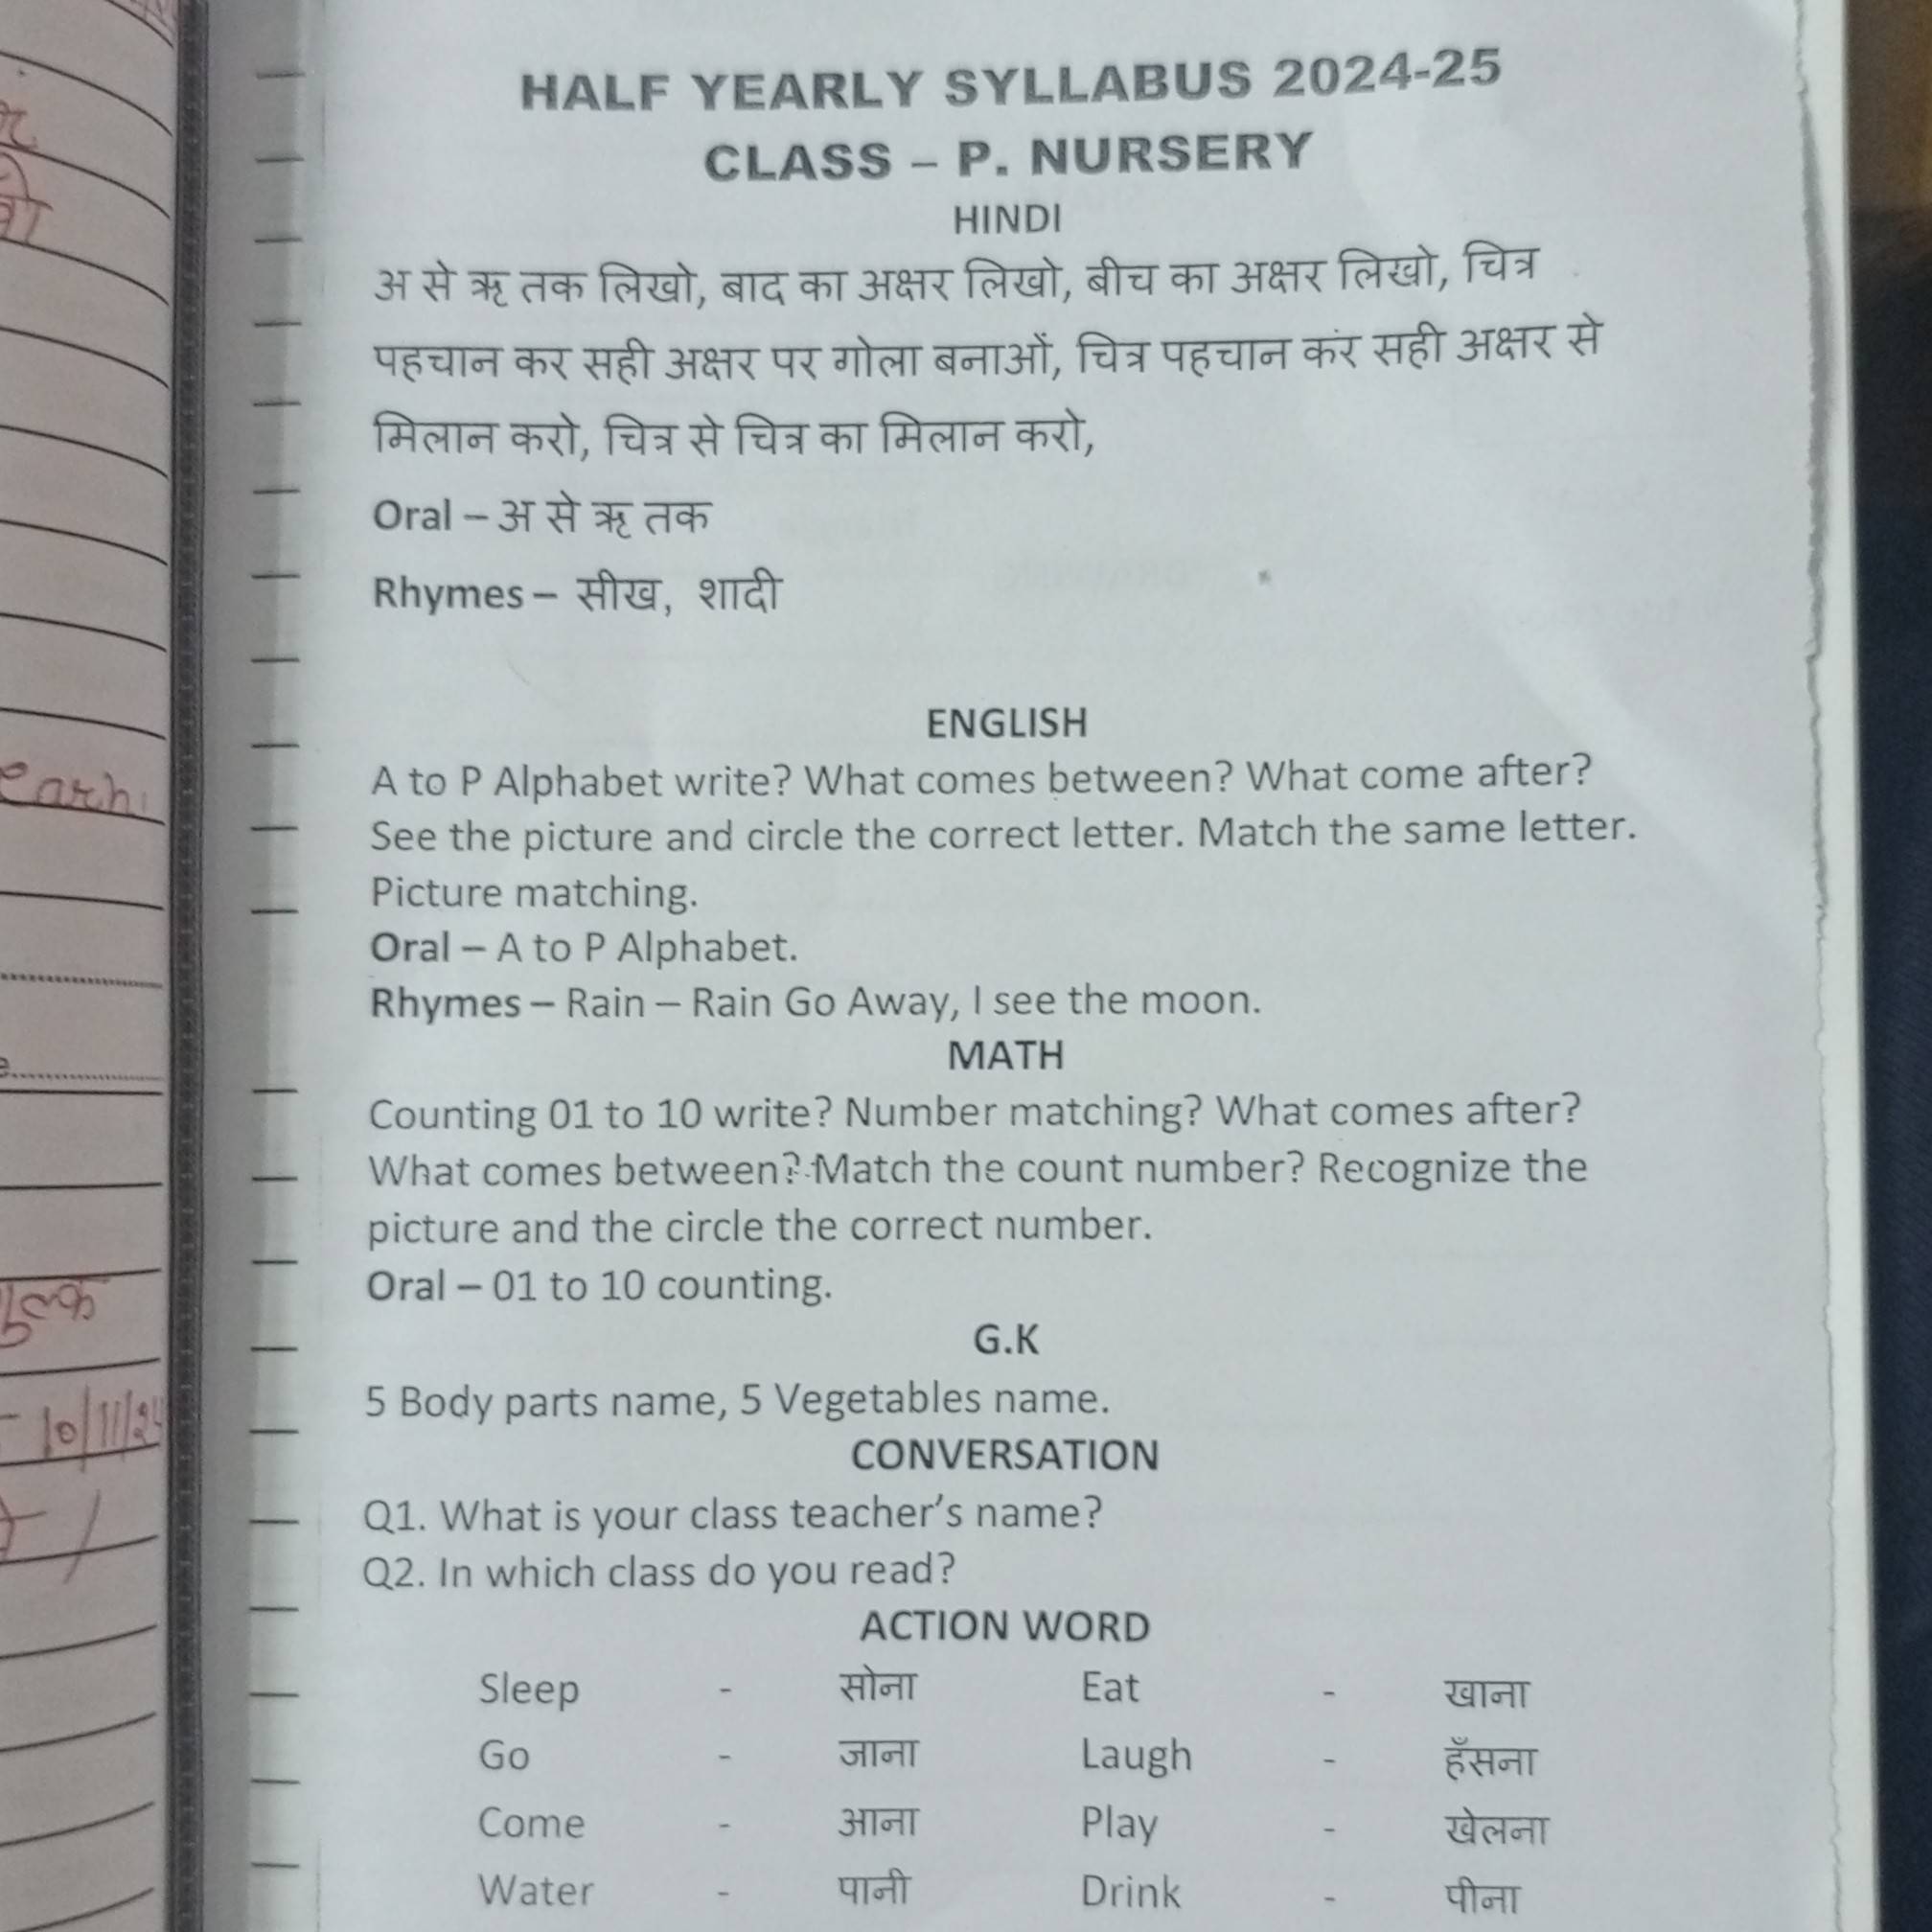 HALF YEARLY SYLLABUS 2024-25
CLASS – P. NURSERY
HINDI
अ से ऋ तक लिखो, बाद का अक्षर लिखो, बीच का अक्षर लिखो, चित्र
पहचान कर सही अक्षर पर गोला बनाओं, चित्र पहचान कर सही अक्षर से
मिलान करो, चित्र से चित्र का मिलान करो,
Oral – अ से ऋ तक
Rhymes – सीख, शादी
ENGLISH
A to P Alphabet write? What comes between? What come after?
See the picture and circle the correct letter. Match the same letter.
Picture matching.
Oral – A to P Alphabet.
Rhymes – Rain – Rain Go Away, I see the moon.
MATH
Counting 01 to 10 write? Number matching? What comes after?
What comes between? Match the count number? Recognize the
picture and the circle the correct number.
Oral – 01 to 10 counting.
G.K
5 Body parts name, 5 Vegetables name.
CONVERSATION
Q1. What is your class teacher’s name?
Q2. In which class do you read?
ACTION WORD
Sleep - सोना Eat - खाना
Go - जाना Laugh - हँसना
Come - आना Play - खेलना
Water - पानी Drink - पीना